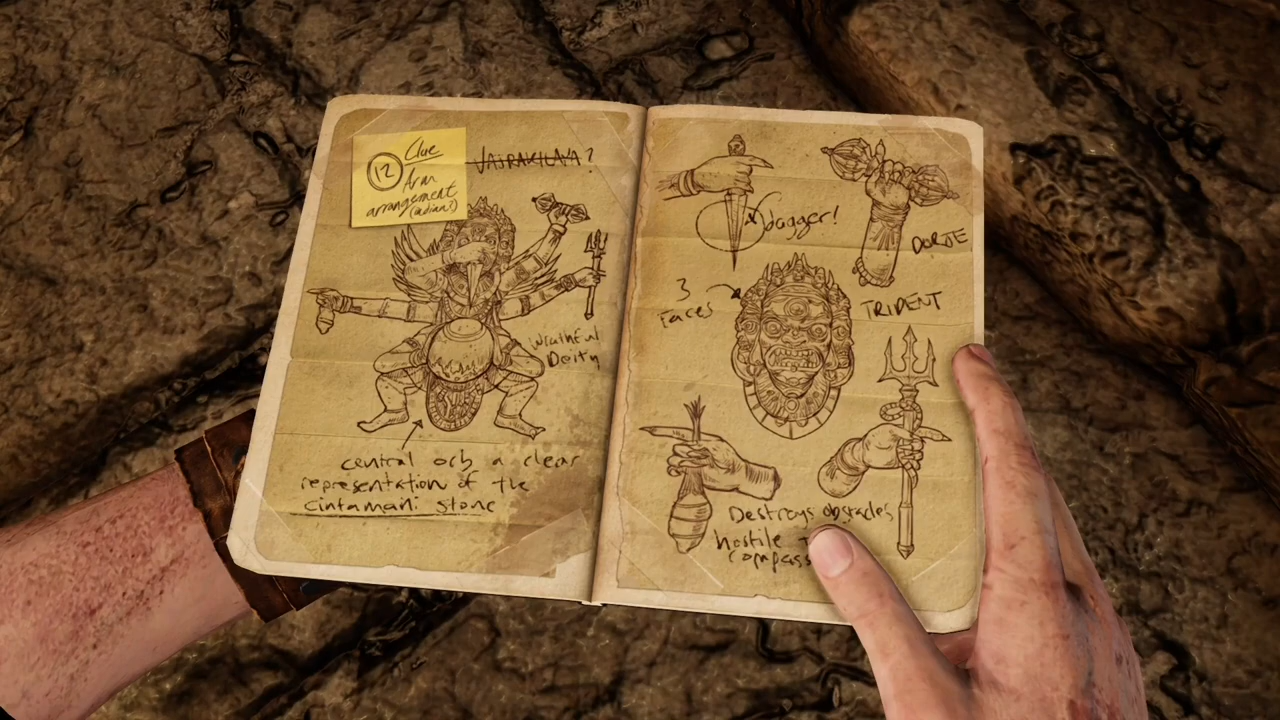 Clue
12
Arm
arrangement
(indian?)
VAJRAKILAYA?
Wrathful
Deity
central orb a clear
representation of the
cintamani stone
dagger!
DORJE
3
Faces
TRIDENT
Destroys obstacles
hostile
compass